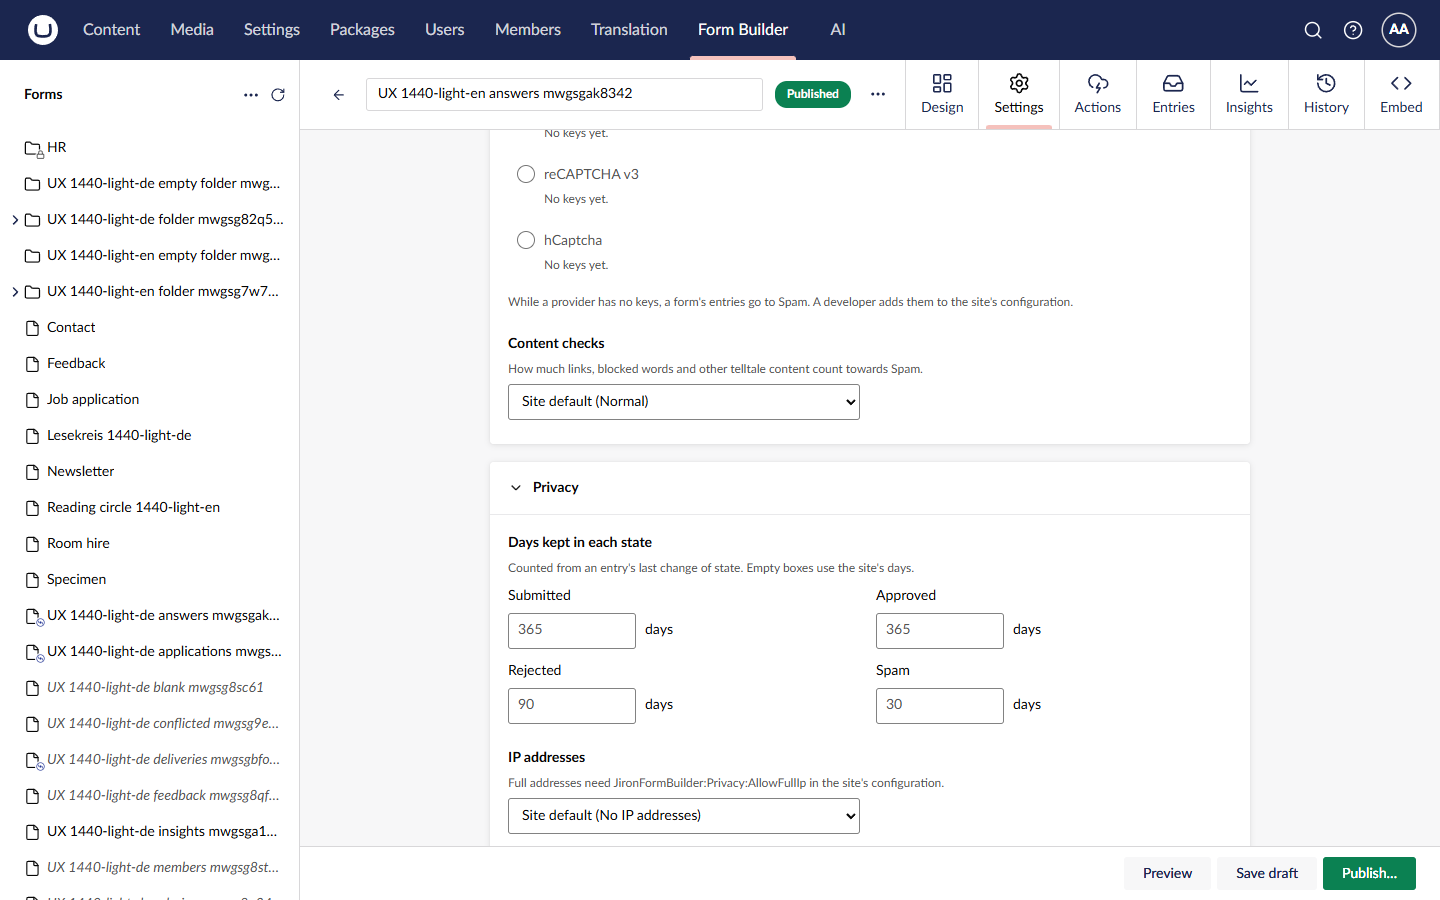 Content
Media
Settings
Packages
Users
Members
Translation
Form Builder
AI
AA
Forms
HR
UX 1440-light-de empty folder mwg...
UX 1440-light-de folder mwgsg82q5...
UX 1440-light-en empty folder mwg...
UX 1440-light-en folder mwgsg7w7...
Contact
Feedback
Job application
Lesekreis 1440-light-de
Newsletter
Reading circle 1440-light-en
Room hire
Specimen
UX 1440-light-de answers mwgsgak...
UX 1440-light-de applications mwgs...
UX 1440-light-de blank mwgsg8sc61
UX 1440-light-de conflicted mwgsg9e...
UX 1440-light-de deliveries mwgsgbfo...
UX 1440-light-de feedback mwgsg8qf...
UX 1440-light-de insights mwgsga1...
UX 1440-light-de members mwgsg8st...
UX 1440-light-en answers mwgsgak8342
Published
Design
Settings
Actions
Entries
Insights
History
Embed
No keys yet.
reCAPTCHA v3
No keys yet.
hCaptcha
No keys yet.
While a provider has no keys, a form's entries go to Spam. A developer adds them to the site's configuration.
Content checks
How much links, blocked words and other telltale content count towards Spam.
Site default (Normal)
Privacy
Days kept in each state
Counted from an entry's last change of state. Empty boxes use the site's days.
Submitted
365 days
Approved
365 days
Rejected
90 days
Spam
30 days
IP addresses
Full addresses need JironFormBuilder:Privacy:AllowFullIp in the site's configuration.
Site default (No IP addresses)
Preview
Save draft
Publish...